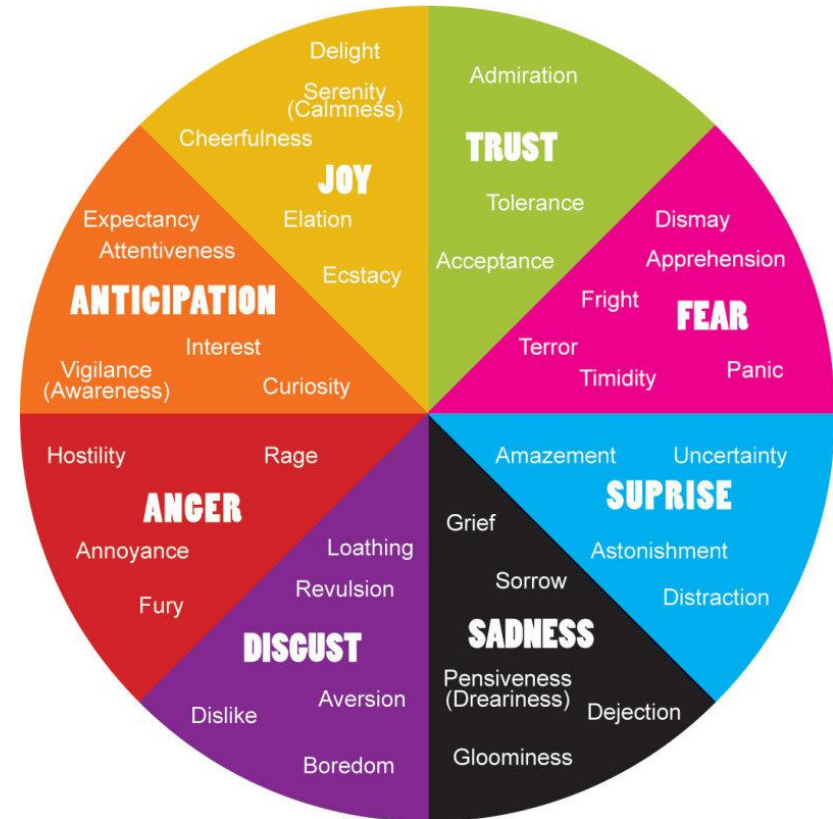 Delight
Serenity
(Calmness)
Cheerfulness
JOY
Elation
Ecstacy
Admiration
TRUST
Tolerance
Acceptance
Dismay
Apprehension
Fright
FEAR
Terror
Timidity
Panic
Amazement
Uncertainty
SUPRISE
Astonishment
Distraction
Grief
Sorrow
SADNESS
Pensiveness
(Dreariness)
Dejection
Gloominess
Loathing
Revulsion
DISGUST
Aversion
Dislike
Boredom
Hostility
Rage
ANGER
Annoyance
Fury
Expectancy
Attentiveness
ANTICIPATION
Interest
Vigilance
(Awareness)
Curiosity